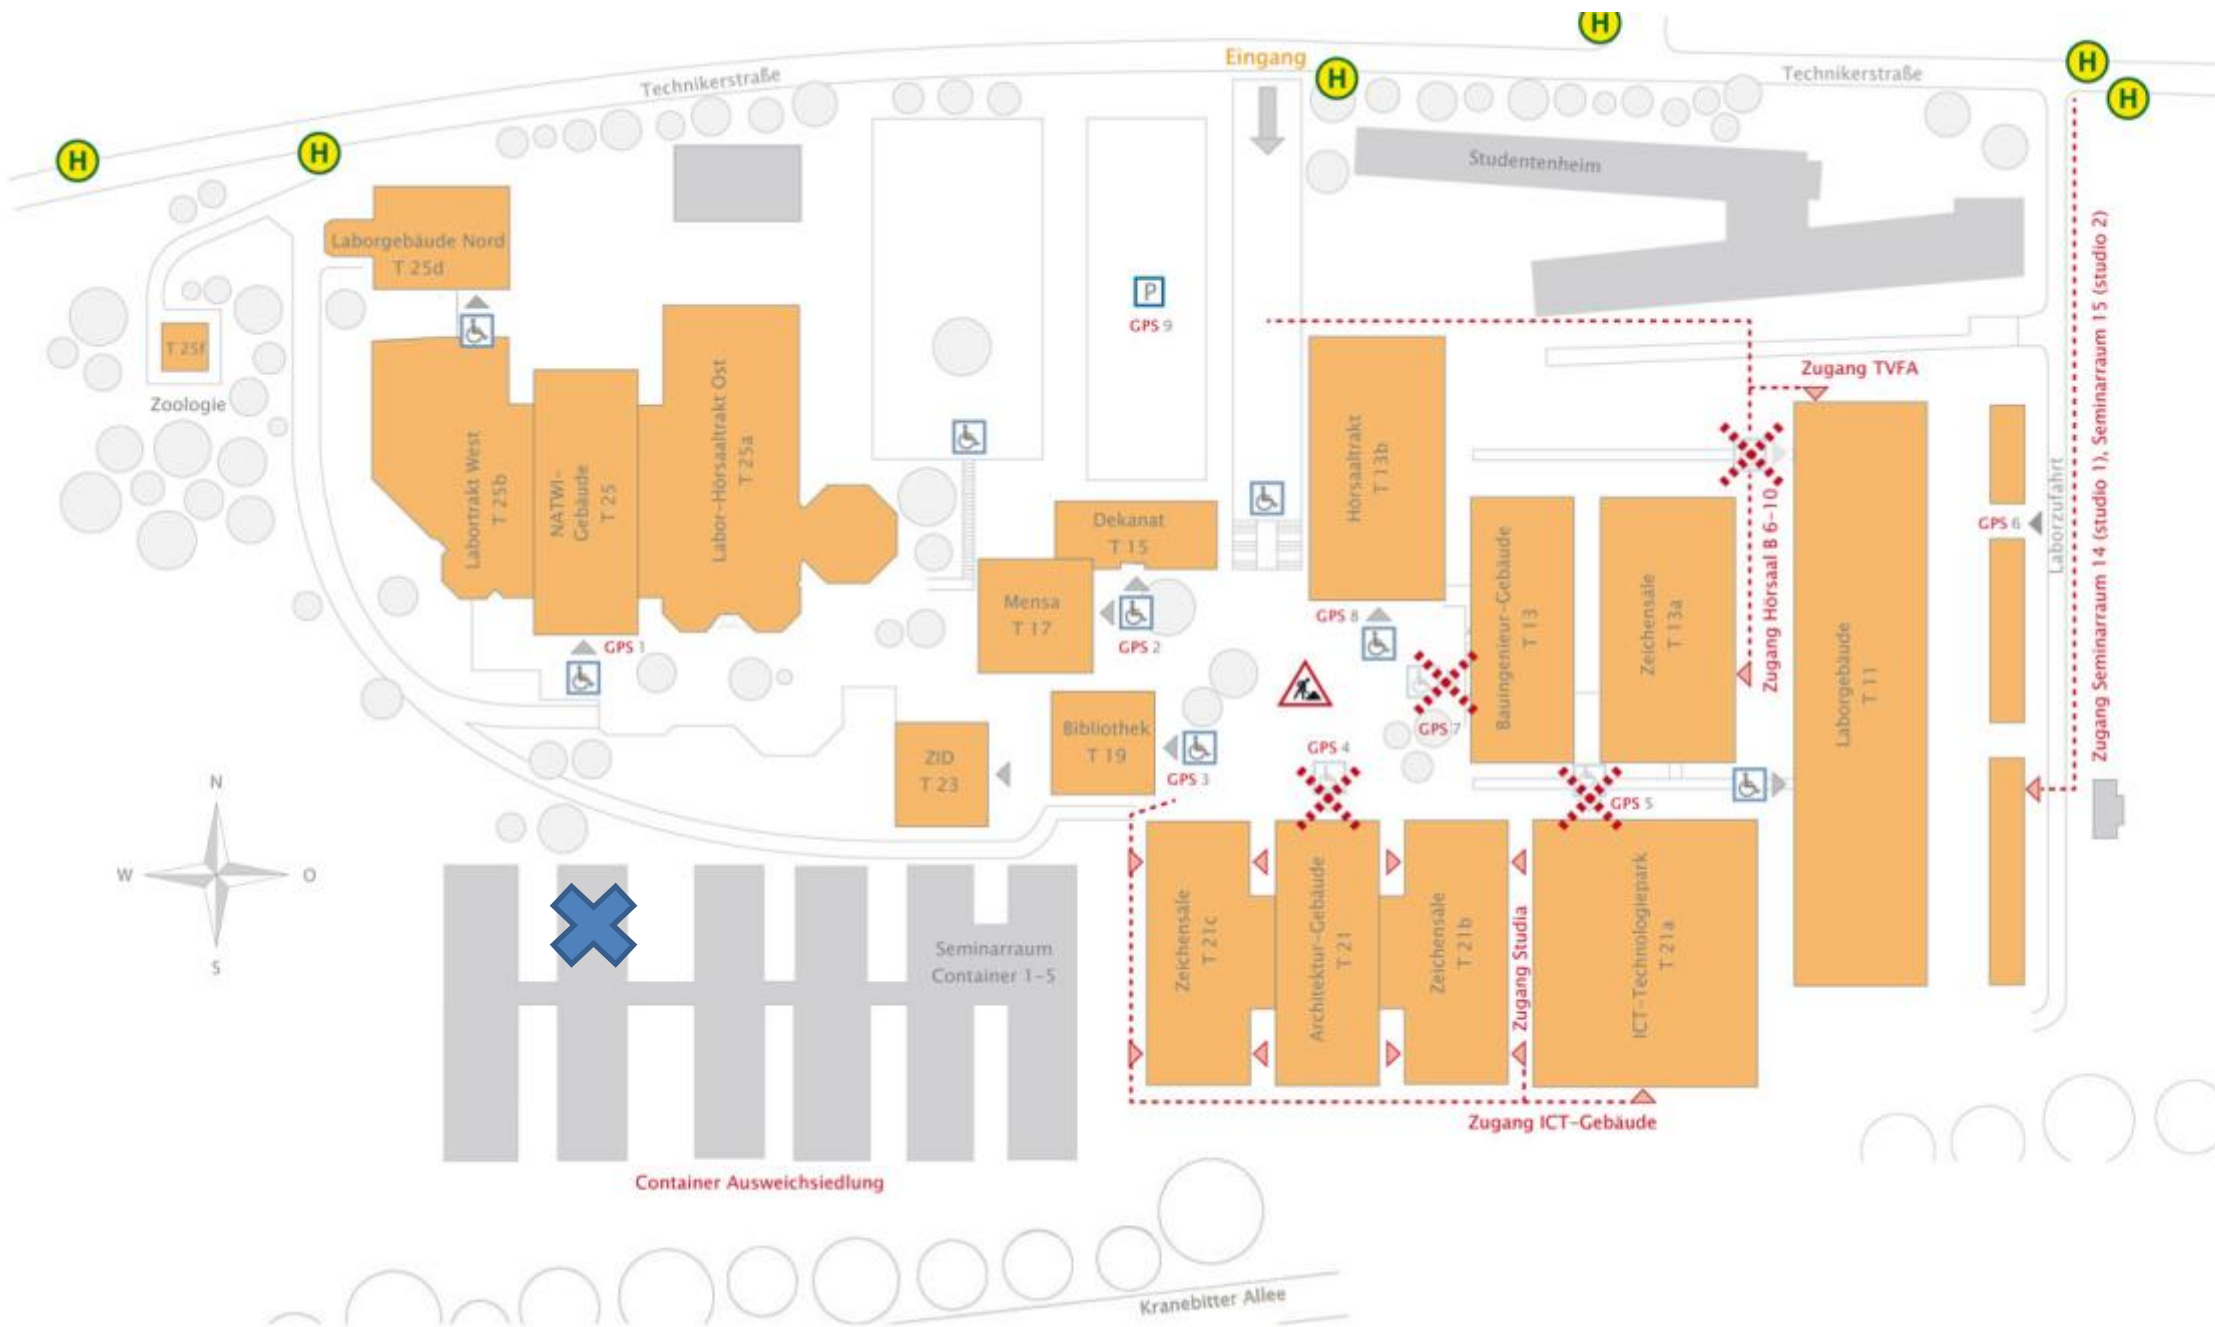 H
Eingang
H
H
Technikerstraße
Technikerstraße
H
H
H
H
Studentenheim
Laborgebäude Nord
T 25d
P
GPS 9
T 25f
Zoologie
Zugang TVFA
Labortrakt West
T 25b
NATWI-
Gebäude
T 25
Labor-Hörsaaltrakt Ost
T 25a
Hörsaaltrakt
T 13b
Dekanat
T 15
Mensa
T 17
GPS 1
GPS 2
GPS 8
Bauingenieur-Gebäude
T 13
Zeichensäle
T 13a
Zugang Hörsaal B 6-10
Laborgebäude
T 11
GPS 6
Laborzufahrt
Zugang Seminarraum 14 (studio 1), Seminarraum 15 (studio 2)
GPS 7
Bibliothek
T 19
GPS 3
GPS 4
ZID
T 23
GPS 5
N
W
O
S
Seminarraum
Container 1-5
Zeichensäle
T 21c
Architektur-Gebäude
T 21
Zeichensäle
T 21b
Zugang Studia
ICT-Technologiepark
T 21a
Zugang ICT-Gebäude
Container Ausweichsiedlung
Kranebitter Allee